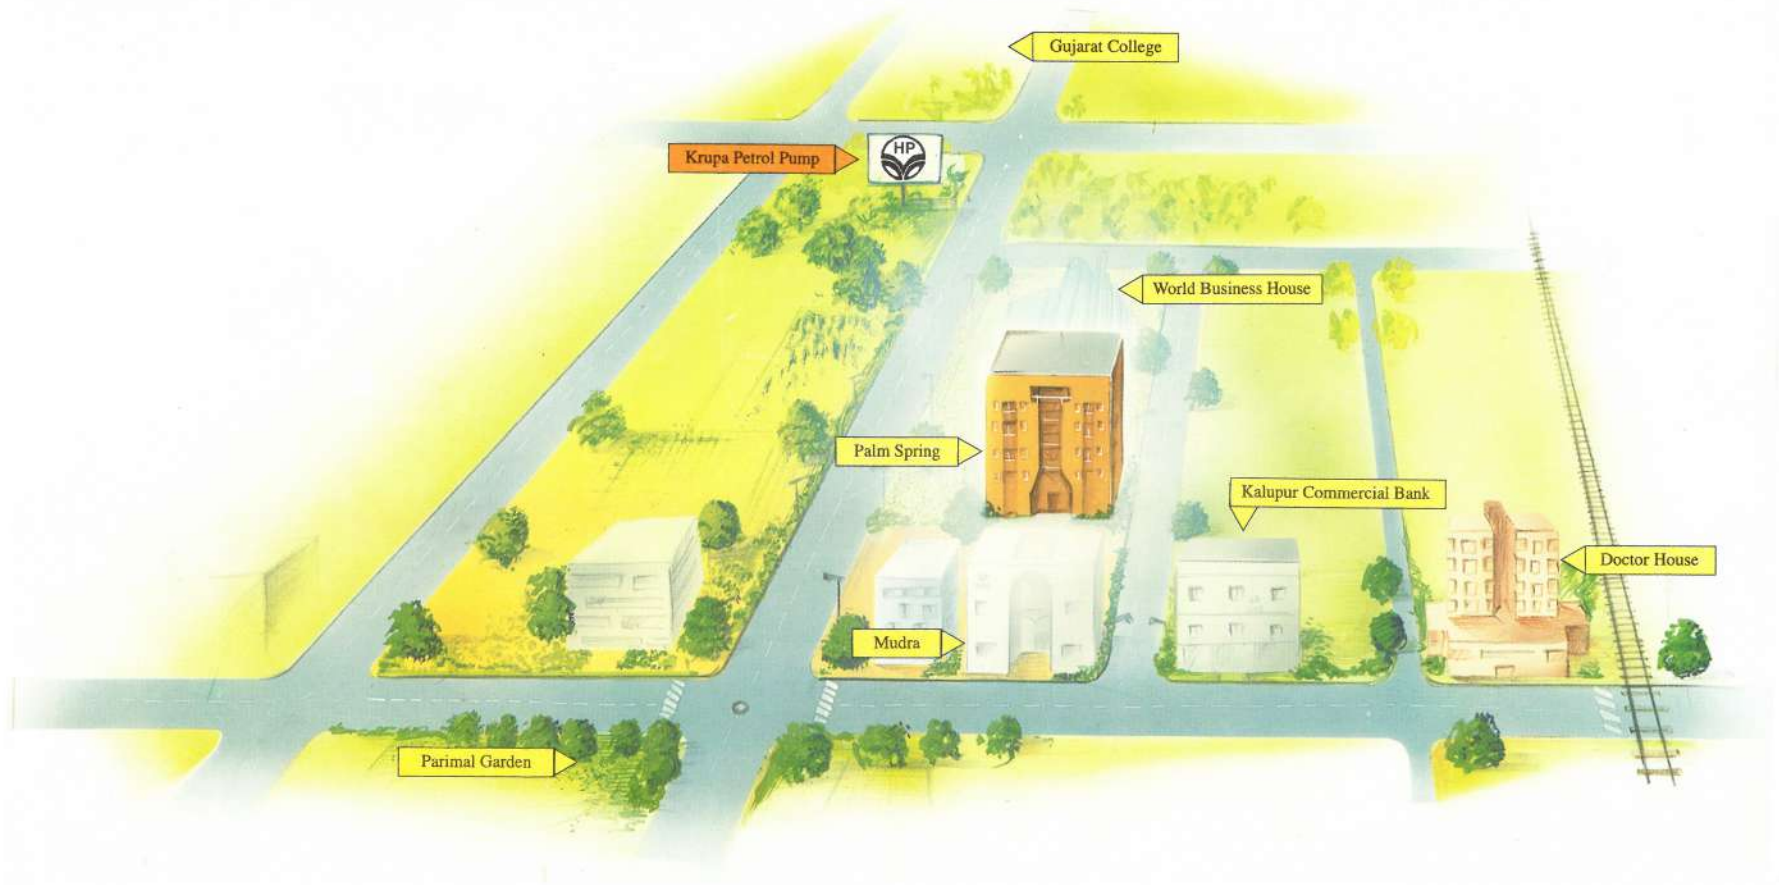 Gujarat College
Krupa Petrol Pump
HP
World Business House
Palm Spring
Kalupur Commercial Bank
Doctor House
Mudra
Parimal Garden